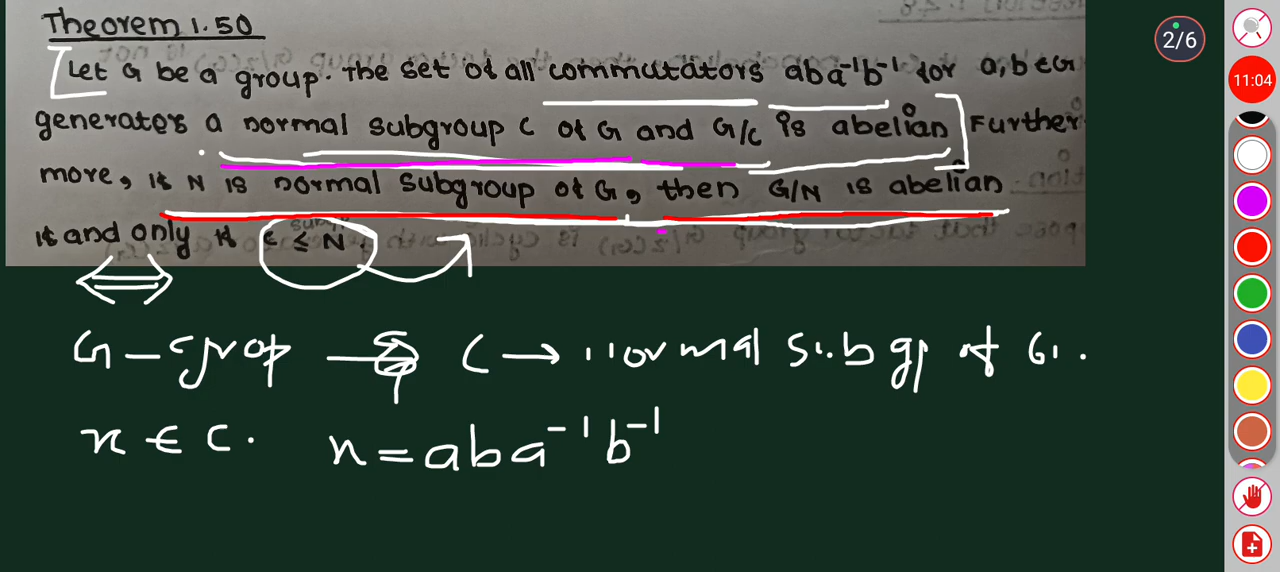 Theorem 1.50
2/6
Let G be a group. The set of all commutators aba⁻¹b⁻¹ for a, b ∈ G
11:04
generates a normal subgroup C of G and G/C is abelian Further
more, if N is normal subgroup of G, then G/N is abelian
if and only if C ≤ N
⟺
G – group → C → normal subgp of G.
x ∈ C. x = aba⁻¹b⁻¹